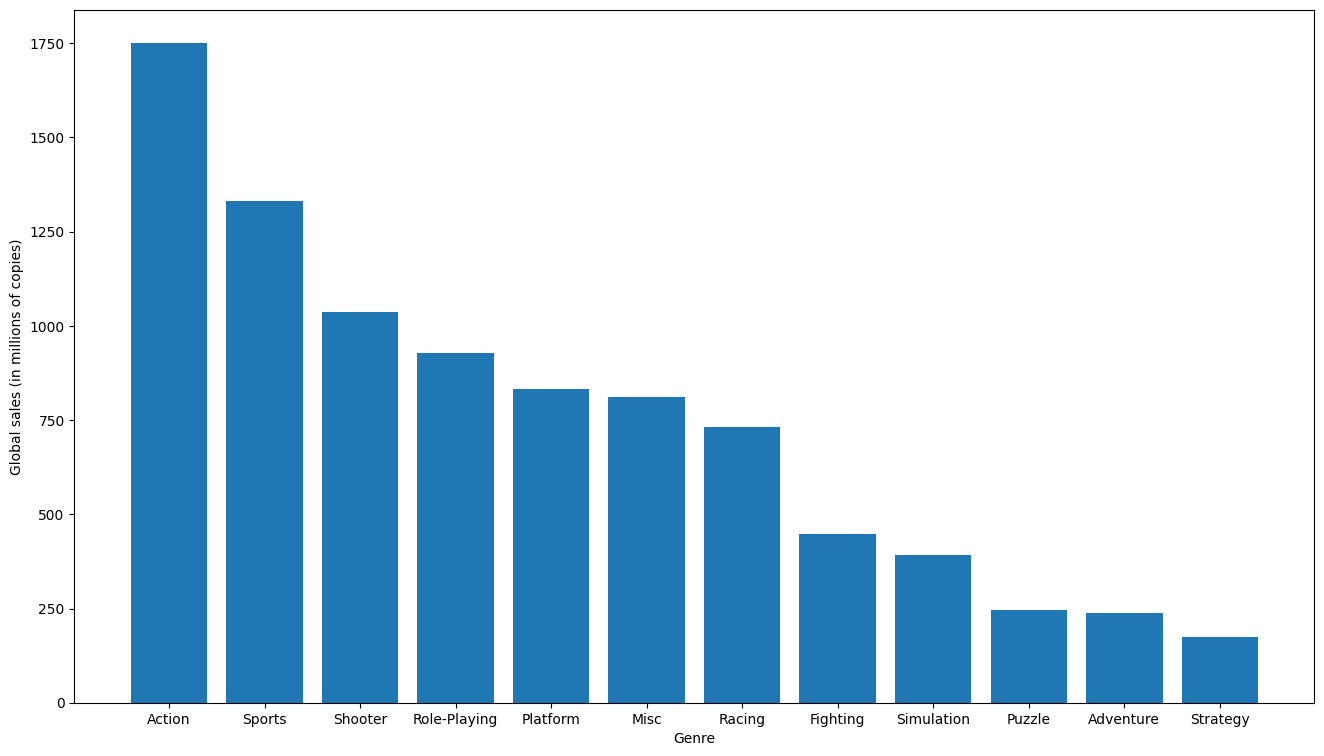 1750
1500
1250
1000
750
500
250
0
Global sales (in millions of copies)
Action Sports Shooter Role-Playing Platform Misc Racing Fighting Simulation Puzzle Adventure Strategy
Genre